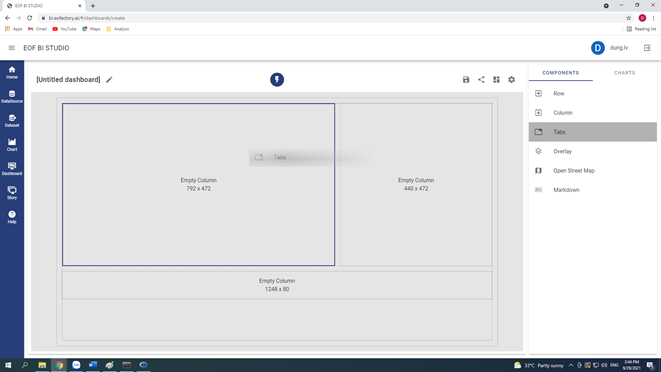 EOF BI STUDIO
bi.eofactory.ai/#/dashboards/create
Apps
Gmail
YouTube
Maps
Analysis
Reading list
EOF BI STUDIO
D
dung.lv
Home
DataSource
Dataset
Chart
Dashboard
Story
Help
[Untitled dashboard]
Empty Column
792 x 472
Tabs
Empty Column
440 x 472
Empty Column
1248 x 80
COMPONENTS
CHARTS
Row
Column
Tabs
Overlay
Open Street Map
Markdown
33°C Partly sunny
ENG
3:44 PM
9/29/2021